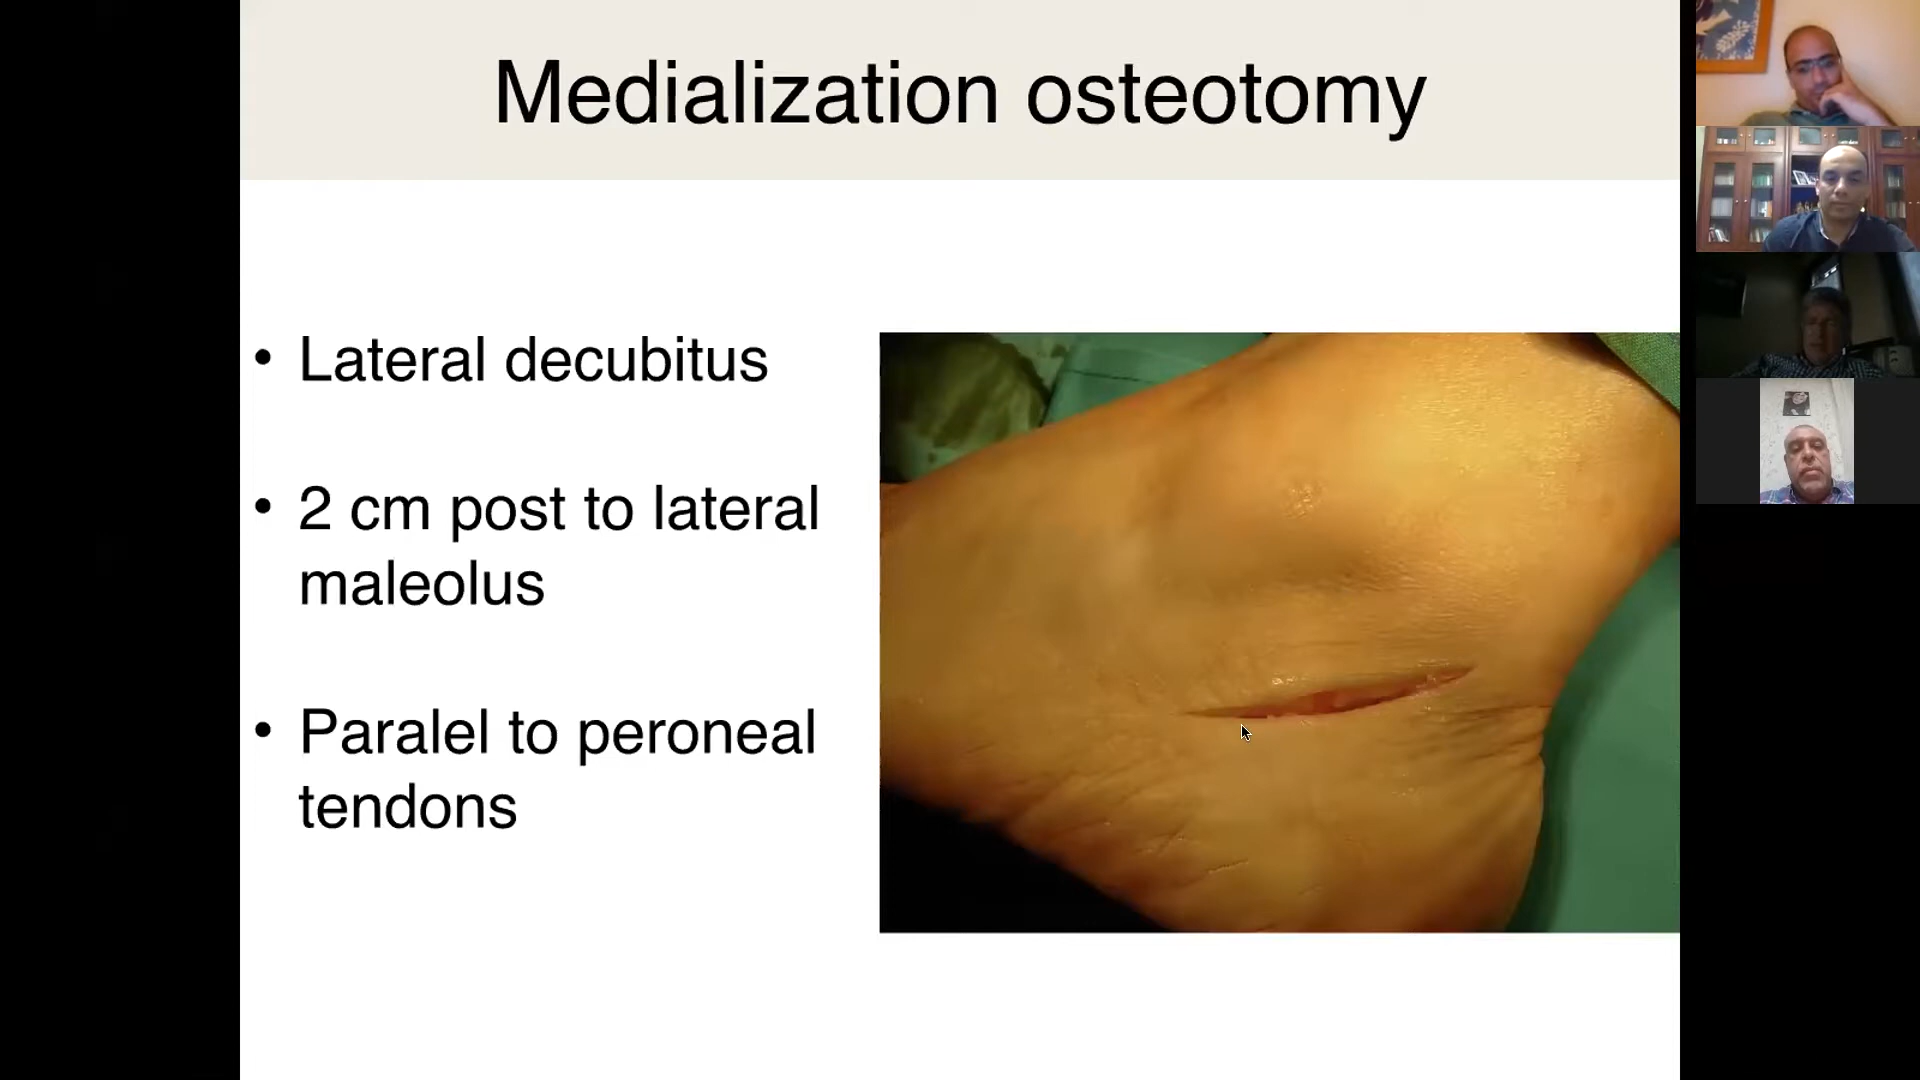 Medialization osteotomy
• Lateral decubitus
• 2 cm post to lateral
maleolus
• Paralel to peroneal
tendons